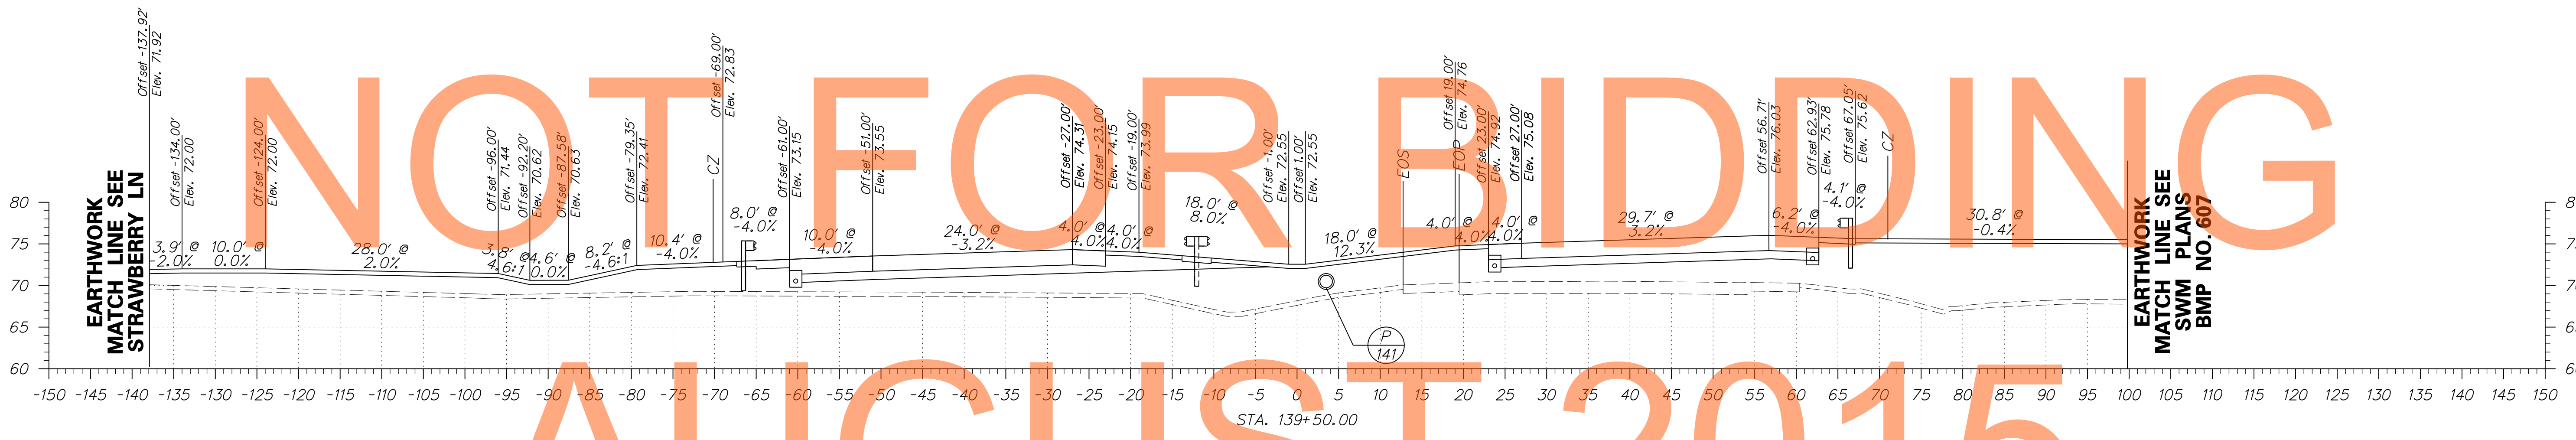 NOT FOR BIDDING
AUGUST 2015
Offset -137.92'
Elev. 71.92
Offset -134.00'
Elev. 72.00
Offset -124.00'
Elev. 72.00
Offset -96.00'
Elev. 71.44
Offset -92.20'
Elev. 70.62
Offset -87.58'
Elev. 70.63
Offset -79.35'
Elev. 72.41
CZ
Offset -69.00'
Elev. 72.83
Offset -61.00'
Elev. 73.15
Offset -51.00'
Elev. 73.55
Offset -27.00'
Elev. 74.31
Offset -23.00'
Elev. 74.15
Offset -19.00'
Elev. 73.99
Offset -1.00'
Elev. 72.55
Offset 1.00'
Elev. 72.55
EOS
Offset 19.00'
Elev. 74.76
EOP
Offset 23.00'
Elev. 74.92
Offset 27.00'
Elev. 75.08
Offset 56.71'
Elev. 76.03
Offset 62.93'
Elev. 75.78
Offset 67.05'
Elev. 75.62
CZ
EARTHWORK
MATCH LINE SEE
STRAWBERRY LN
EARTHWORK
MATCH LINE SEE
SWM PLANS
BMP NO. 607
3.9' @
-2.0%
10.0' @
0.0%
28.0' @
2.0%
3.8' @
4.6:1
4.6' @
0.0%
8.2' @
-4.6:1
10.4' @
-4.0%
8.0' @
-4.0%
10.0' @
-4.0%
24.0' @
-3.2%
4.0' @
4.0%
4.0' @
4.0%
18.0' @
8.0%
18.0' @
12.3%
4.0' @
4.0%
4.0' @
4.0%
29.7' @
3.2%
6.2' @
-4.0%
4.1' @
-4.0%
30.8' @
-0.4%
80
75
70
65
60
P
141
-150 -145 -140 -135 -130 -125 -120 -115 -110 -105 -100 -95 -90 -85 -80 -75 -70 -65 -60 -55 -50 -45 -40 -35 -30 -25 -20 -15 -10 -5 0 5 10 15 20 25 30 35 40 45 50 55 60 65 70 75 80 85 90 95 100 105 110 115 120 125 130 135 140 145 150
STA. 139+50.00